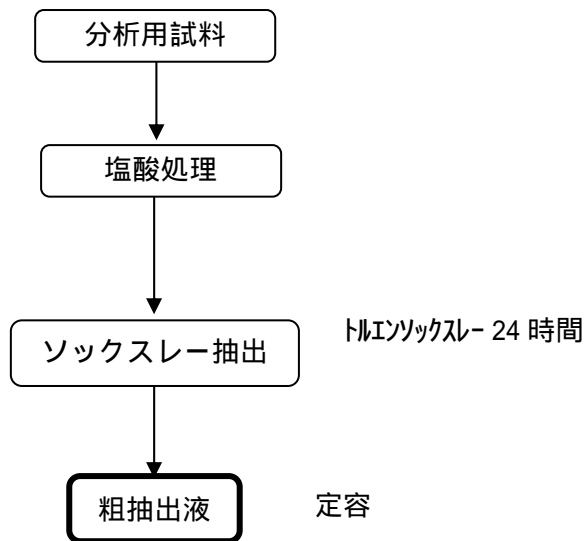 分析用試料
塩酸処理
ソックスレー抽出
ﾄﾙｴﾝｿｯｸｽﾚｰ 24 時間
粗抽出液
定容